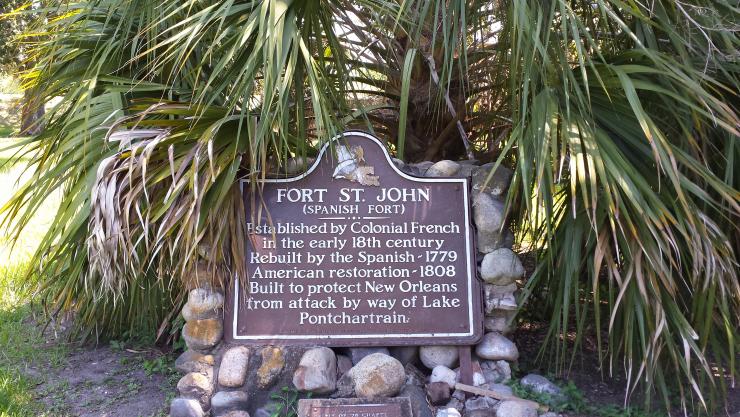 FORT ST. JOHN
(SPANISH FORT)
Established by Colonial French
in the early 18th century
Rebuilt by the Spanish - 1779
American restoration - 1808
Built to protect New Orleans
from attack by way of Lake
Pontchartrain.